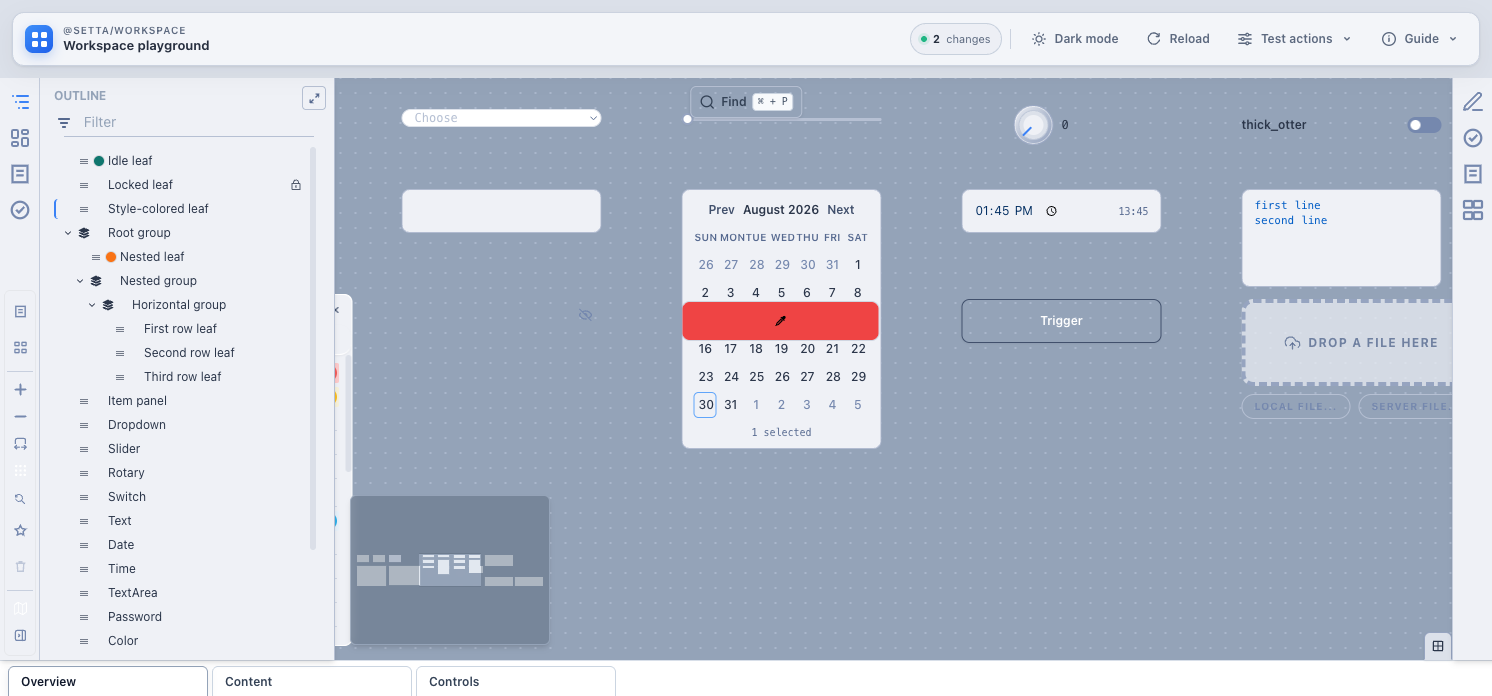 @SETTA/WORKSPACE
Workspace playground
2 changes
Dark mode
Reload
Test actions
Guide
OUTLINE
Filter
Idle leaf
Locked leaf
Style-colored leaf
Root group
Nested leaf
Nested group
Horizontal group
First row leaf
Second row leaf
Third row leaf
Item panel
Dropdown
Slider
Rotary
Switch
Text
Date
Time
TextArea
Password
Color
Choose
Find ⌘ + P
0
thick_otter
Prev August 2026 Next
SUN MON TUE WED THU FRI SAT
26 27 28 29 30 31 1
2 3 4 5 6 7 8
16 17 18 19 20 21 22
23 24 25 26 27 28 29
30 31 1 2 3 4 5
1 selected
01:45 PM 13:45
first line
second line
Trigger
DROP A FILE HERE
LOCAL FILE...
SERVER FILE.
Overview
Content
Controls